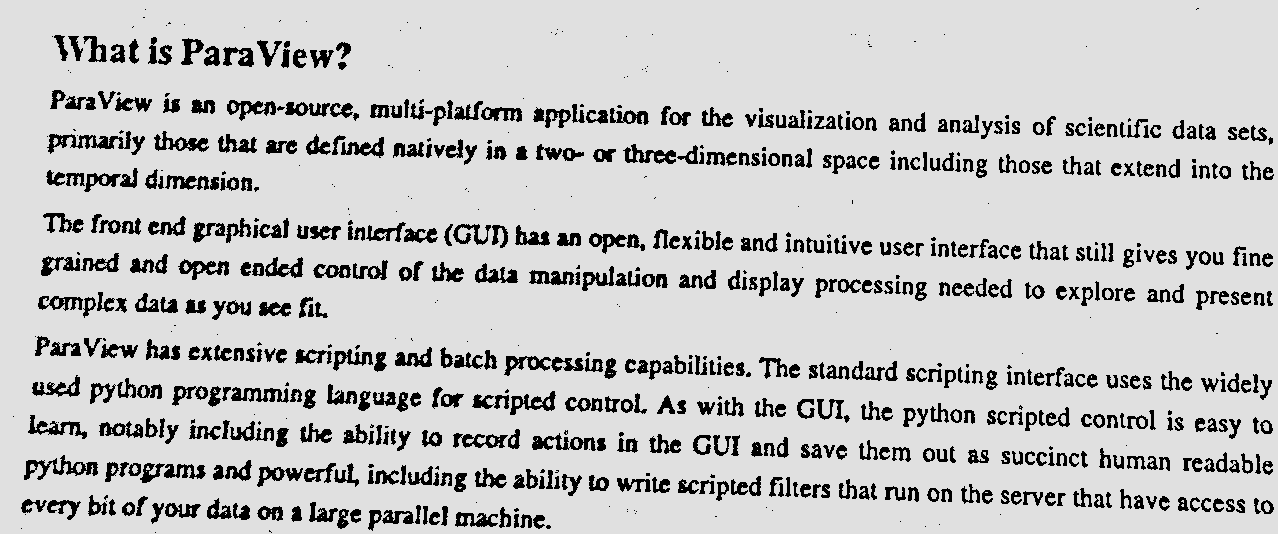 What is ParaView?
ParaView is an open-source, multi-platform application for the visualization and analysis of scientific data sets,
primarily those that are defined natively in a two- or three-dimensional space including those that extend into the
temporal dimension.
The front end graphical user interface (GUI) has an open, flexible and intuitive user interface that still gives you fine
grained and open ended control of the data manipulation and display processing needed to explore and present
complex data as you see fit.
ParaView has extensive scripting and batch processing capabilities. The standard scripting interface uses the widely
used python programming language for scripted control. As with the GUI, the python scripted control is easy to
learn, notably including the ability to record actions in the GUI and save them out as succinct human readable
python programs and powerful, including the ability to write scripted filters that run on the server that have access to
every bit of your data on a large parallel machine.